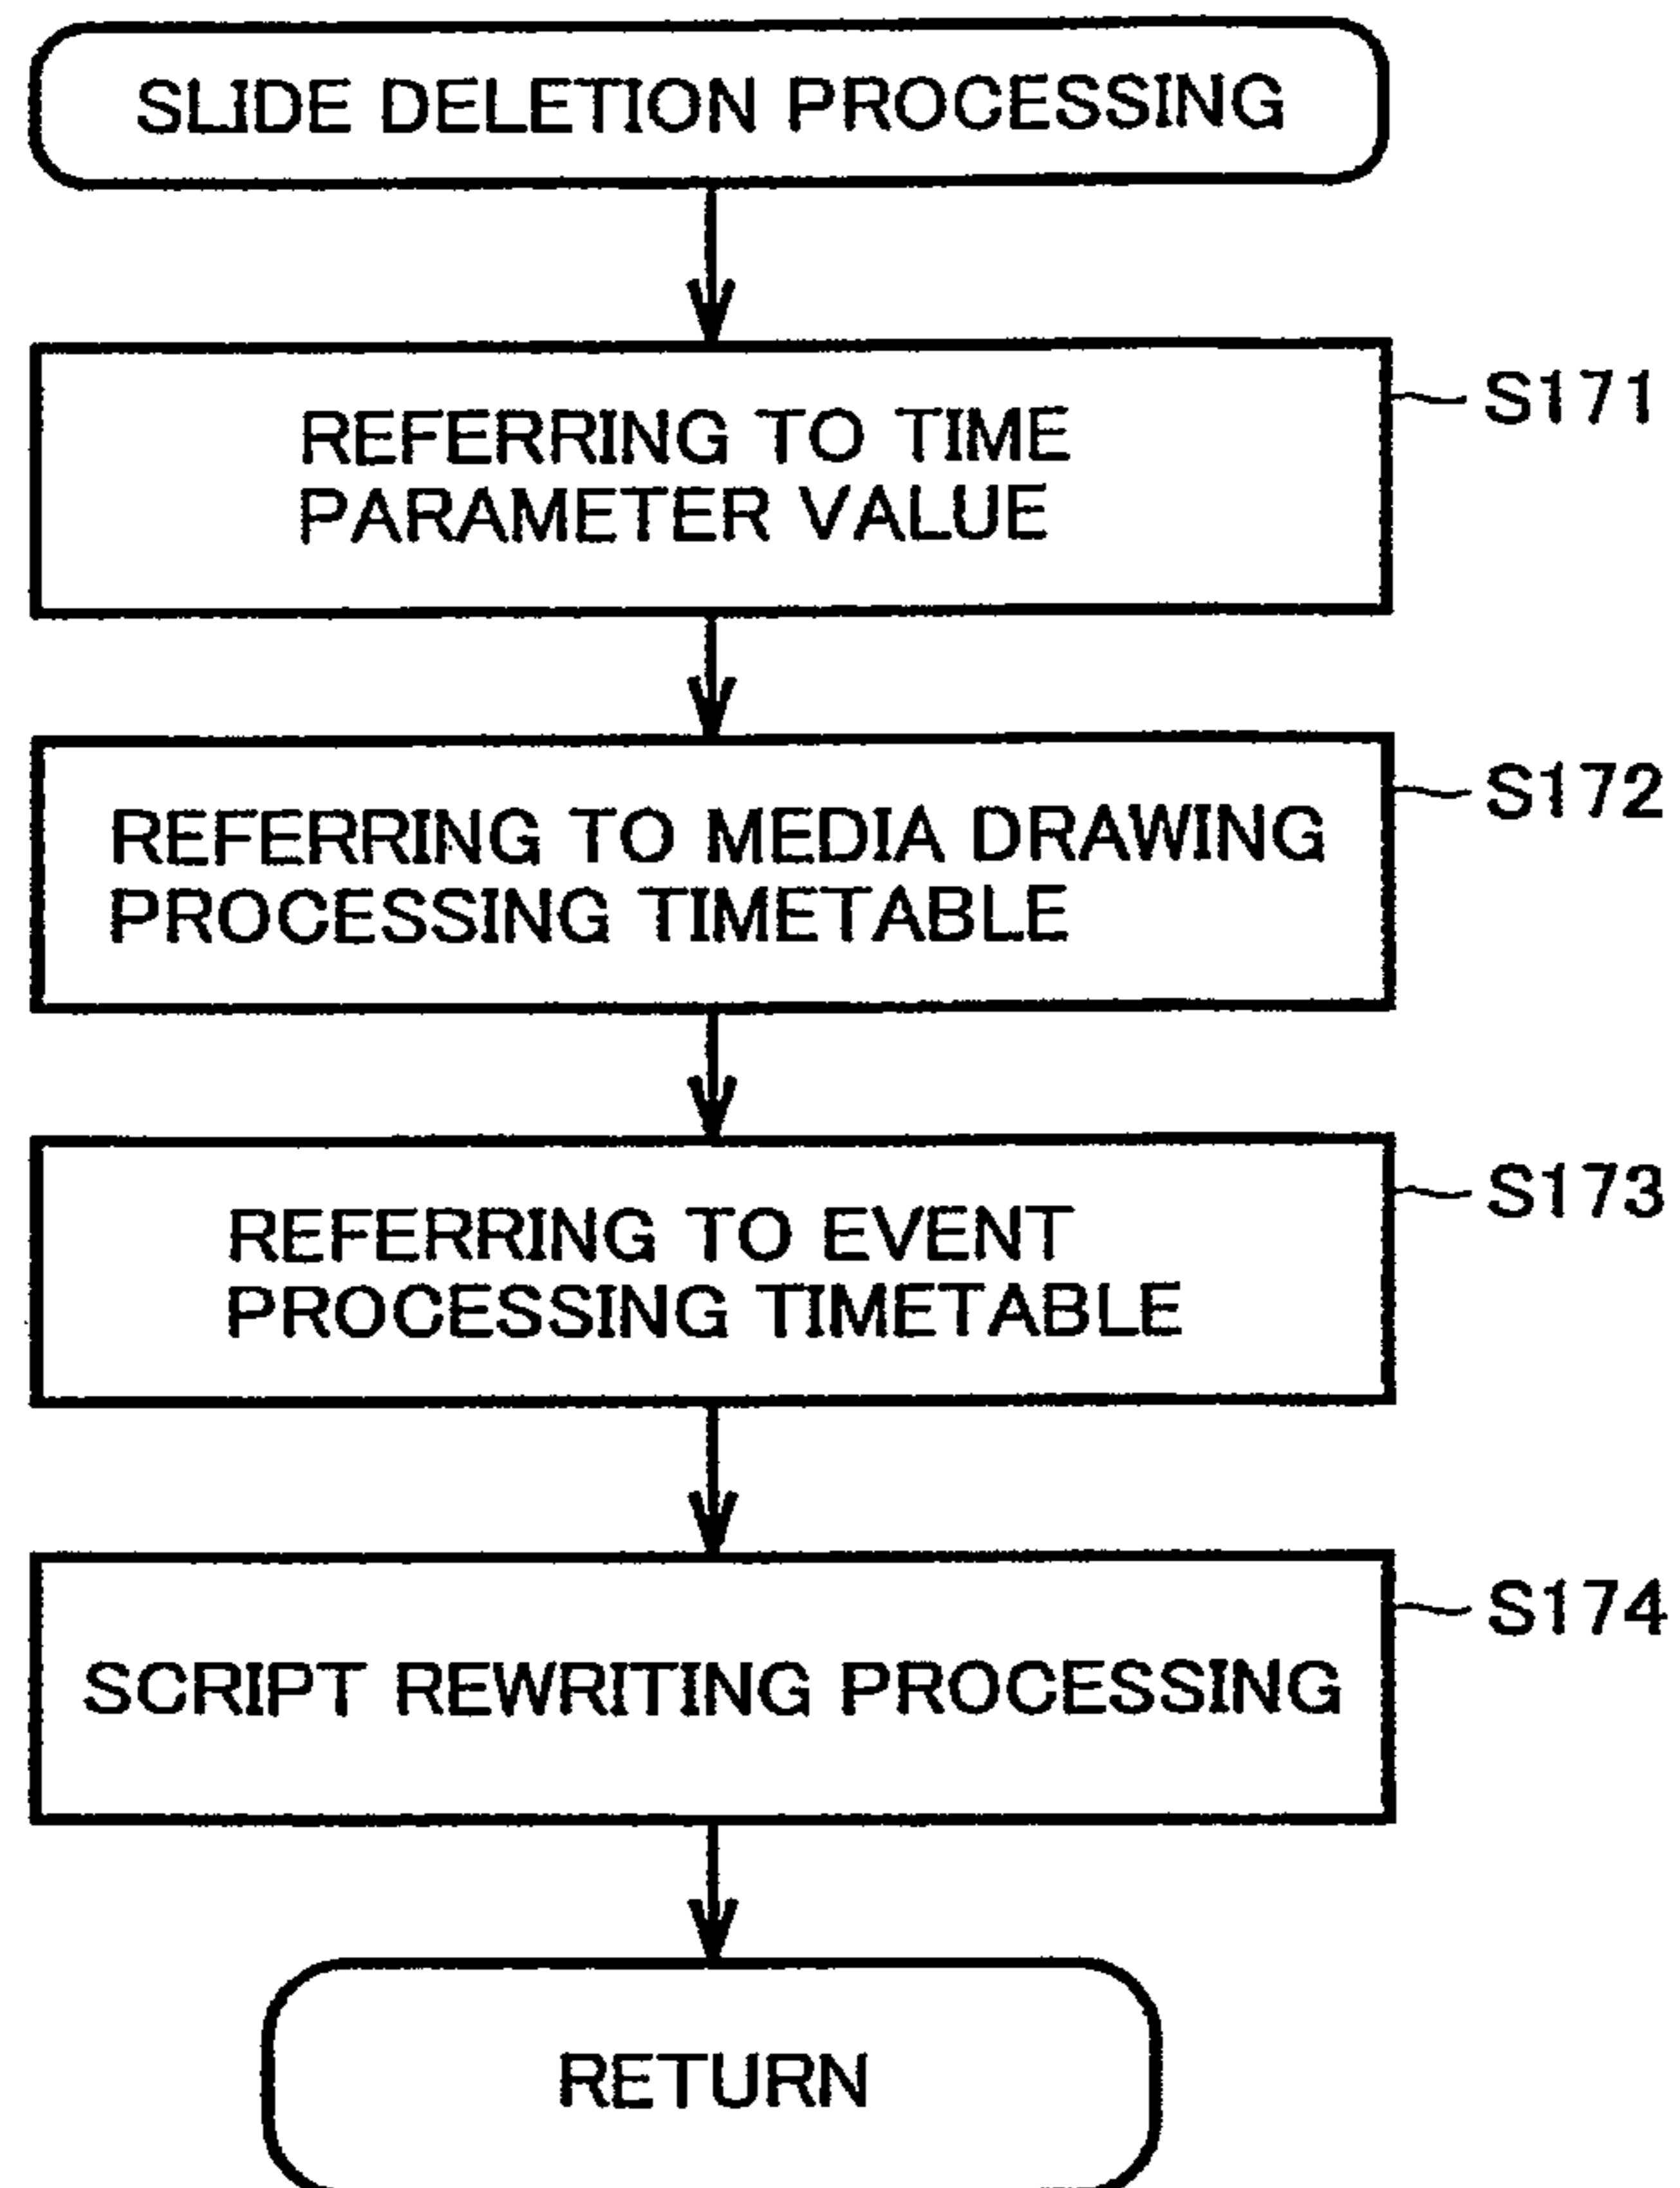 SLIDE DELETION PROCESSING
REFERRING TO TIME
PARAMETER VALUE
S171
REFERRING TO MEDIA DRAWING
PROCESSING TIMETABLE
S172
REFERRING TO EVENT
PROCESSING TIMETABLE
S173
SCRIPT REWRITING PROCESSING
S174
RETURN